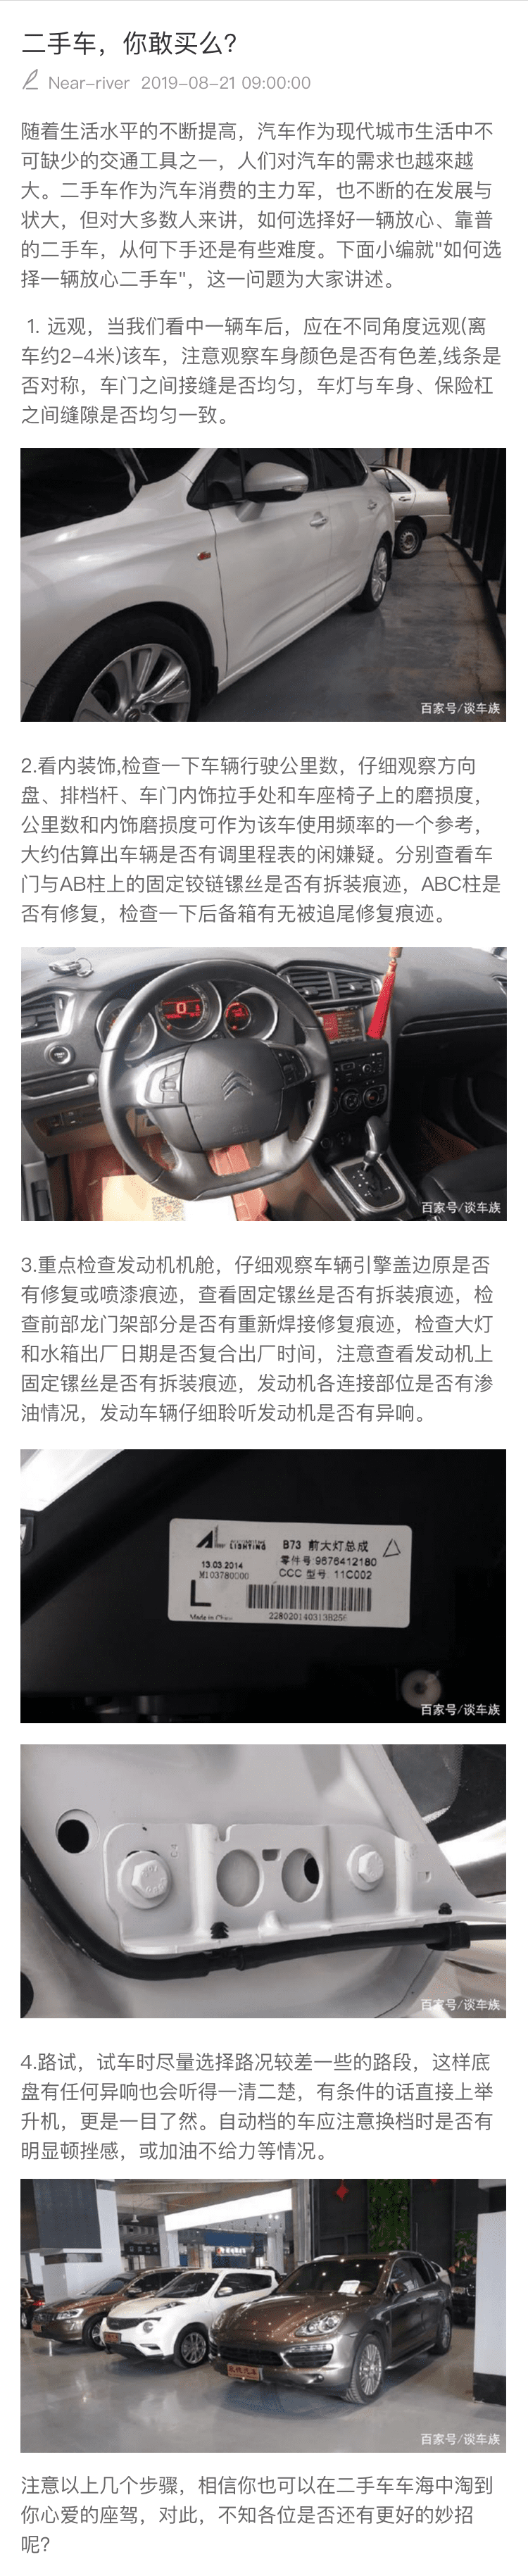 二手车，你敢买么？
Near-river 2019-08-21 09:00:00
随着生活水平的不断提高，汽车作为现代城市生活中不
可缺少的交通工具之一，人们对汽车的需求也越來越
大。二手车作为汽车消费的主力军，也不断的在发展与
状大，但对大多数人来讲，如何选择好一辆放心、靠普
的二手车，从何下手还是有些难度。下面小编就"如何选
择一辆放心二手车"，这一问题为大家讲述。
1. 远观，当我们看中一辆车后，应在不同角度远观(离
车约2-4米)该车，注意观察车身颜色是否有色差,线条是
否对称，车门之间接缝是否均匀，车灯与车身、保险杠
之间缝隙是否均匀一致。
百家号/谈车族
2.看内装饰,检查一下车辆行驶公里数，仔细观察方向
盘、排档杆、车门内饰拉手处和车座椅子上的磨损度，
公里数和内饰磨损度可作为该车使用频率的一个参考，
大约估算出车辆是否有调里程表的闲嫌疑。分别查看车
门与AB柱上的固定铰链镙丝是否有拆装痕迹，ABC柱是
否有修复，检查一下后备箱有无被追尾修复痕迹。
0
百家号/谈车族
3.重点检查发动机机舱，仔细观察车辆引擎盖边原是否
有修复或喷漆痕迹，查看固定镙丝是否有拆装痕迹，检
查前部龙门架部分是否有重新焊接修复痕迹，检查大灯
和水箱出厂日期是否复合出厂时间，注意查看发动机上
固定镙丝是否有拆装痕迹，发动机各连接部位是否有渗
油情况，发动车辆仔细聆听发动机是否有异响。
LIGHTING B73 前大灯总成
13.03.2014 零件号 9676412180
M103780000 CCC 型号: 11C002
L
Made in China 228020140313B256
百家号/谈车族
百家号/谈车族
4.路试，试车时尽量选择路况较差一些的路段，这样底
盘有任何异响也会听得一清二楚，有条件的话直接上举
升机，更是一目了然。自动档的车应注意换档时是否有
明显顿挫感，或加油不给力等情况。
百家号/谈车族
注意以上几个步骤，相信你也可以在二手车车海中淘到
你心爱的座驾，对此，不知各位是否还有更好的妙招
呢？